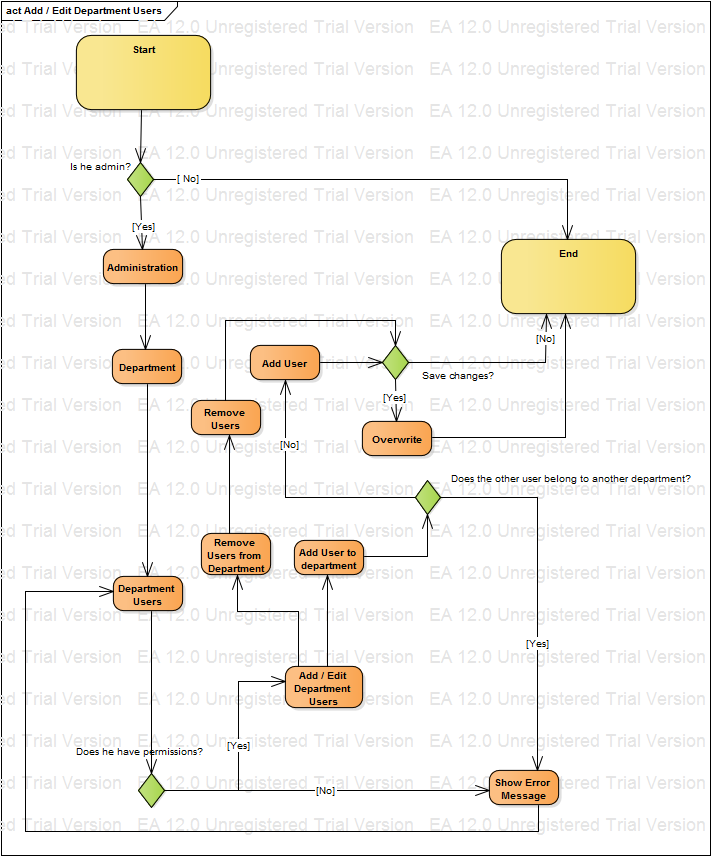 act Add / Edit Department Users
EA 12.0 Unregistered Trial Version
Start
Is he admin?
[ No]
[Yes]
Administration
End
Department
Add User
Save changes?
[No]
[Yes]
Remove
Users
Overwrite
[No]
Does the other user belong to another department?
Remove
Users from
Department
Add User to
department
Department
Users
[Yes]
Add / Edit
Department
Users
Does he have permissions?
[Yes]
[No]
Show Error
Message